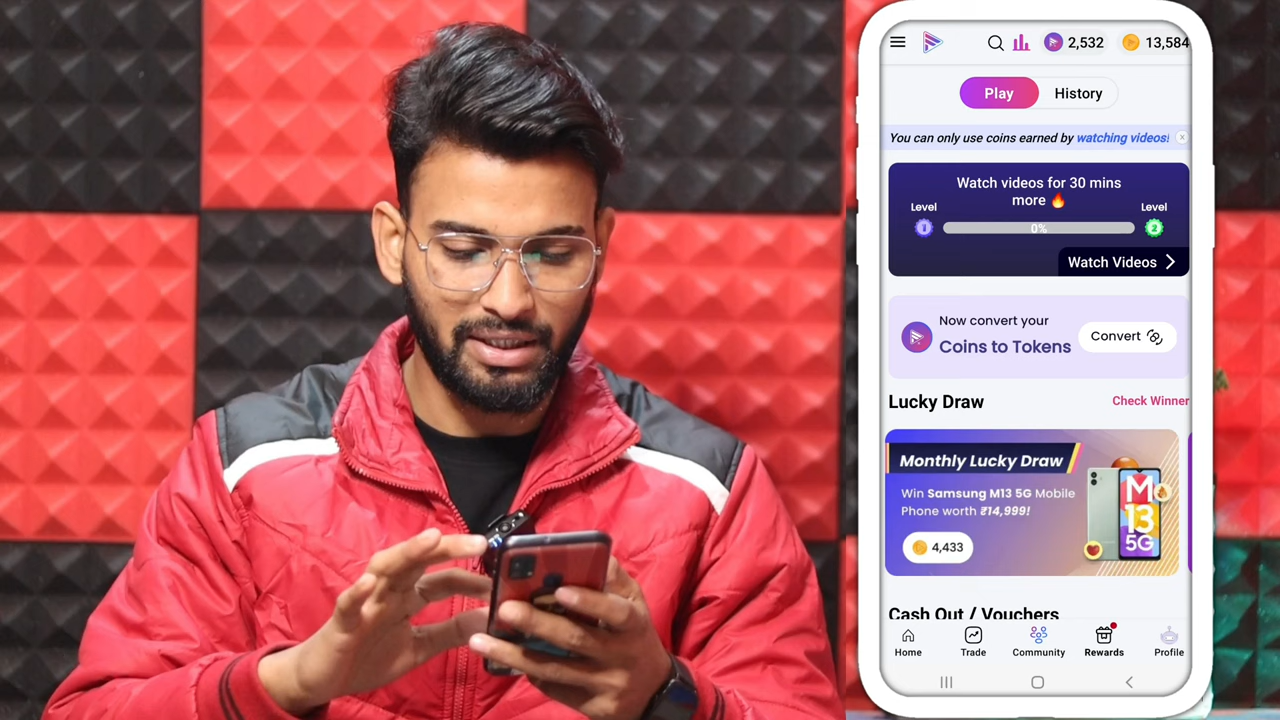 2,532
13,584
Play
History
You can only use coins earned by watching videos!
Watch videos for 30 mins
more 🔥
Level
Level
1
0%
2
Watch Videos
Now convert your
Coins to Tokens
Convert
Lucky Draw
Check Winner
Monthly Lucky Draw
Win Samsung M13 5G Mobile
Phone worth ₹14,999!
M
13
5G
4,433
Cash Out / Vouchers
Home
Trade
Community
Rewards
Profile